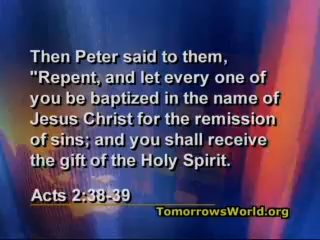 Then Peter said to them,
"Repent, and let every one of
you be baptized in the name of
Jesus Christ for the remission
of sins; and you shall receive
the gift of the Holy Spirit.
Acts 2:38-39
TomorrowsWorld.org